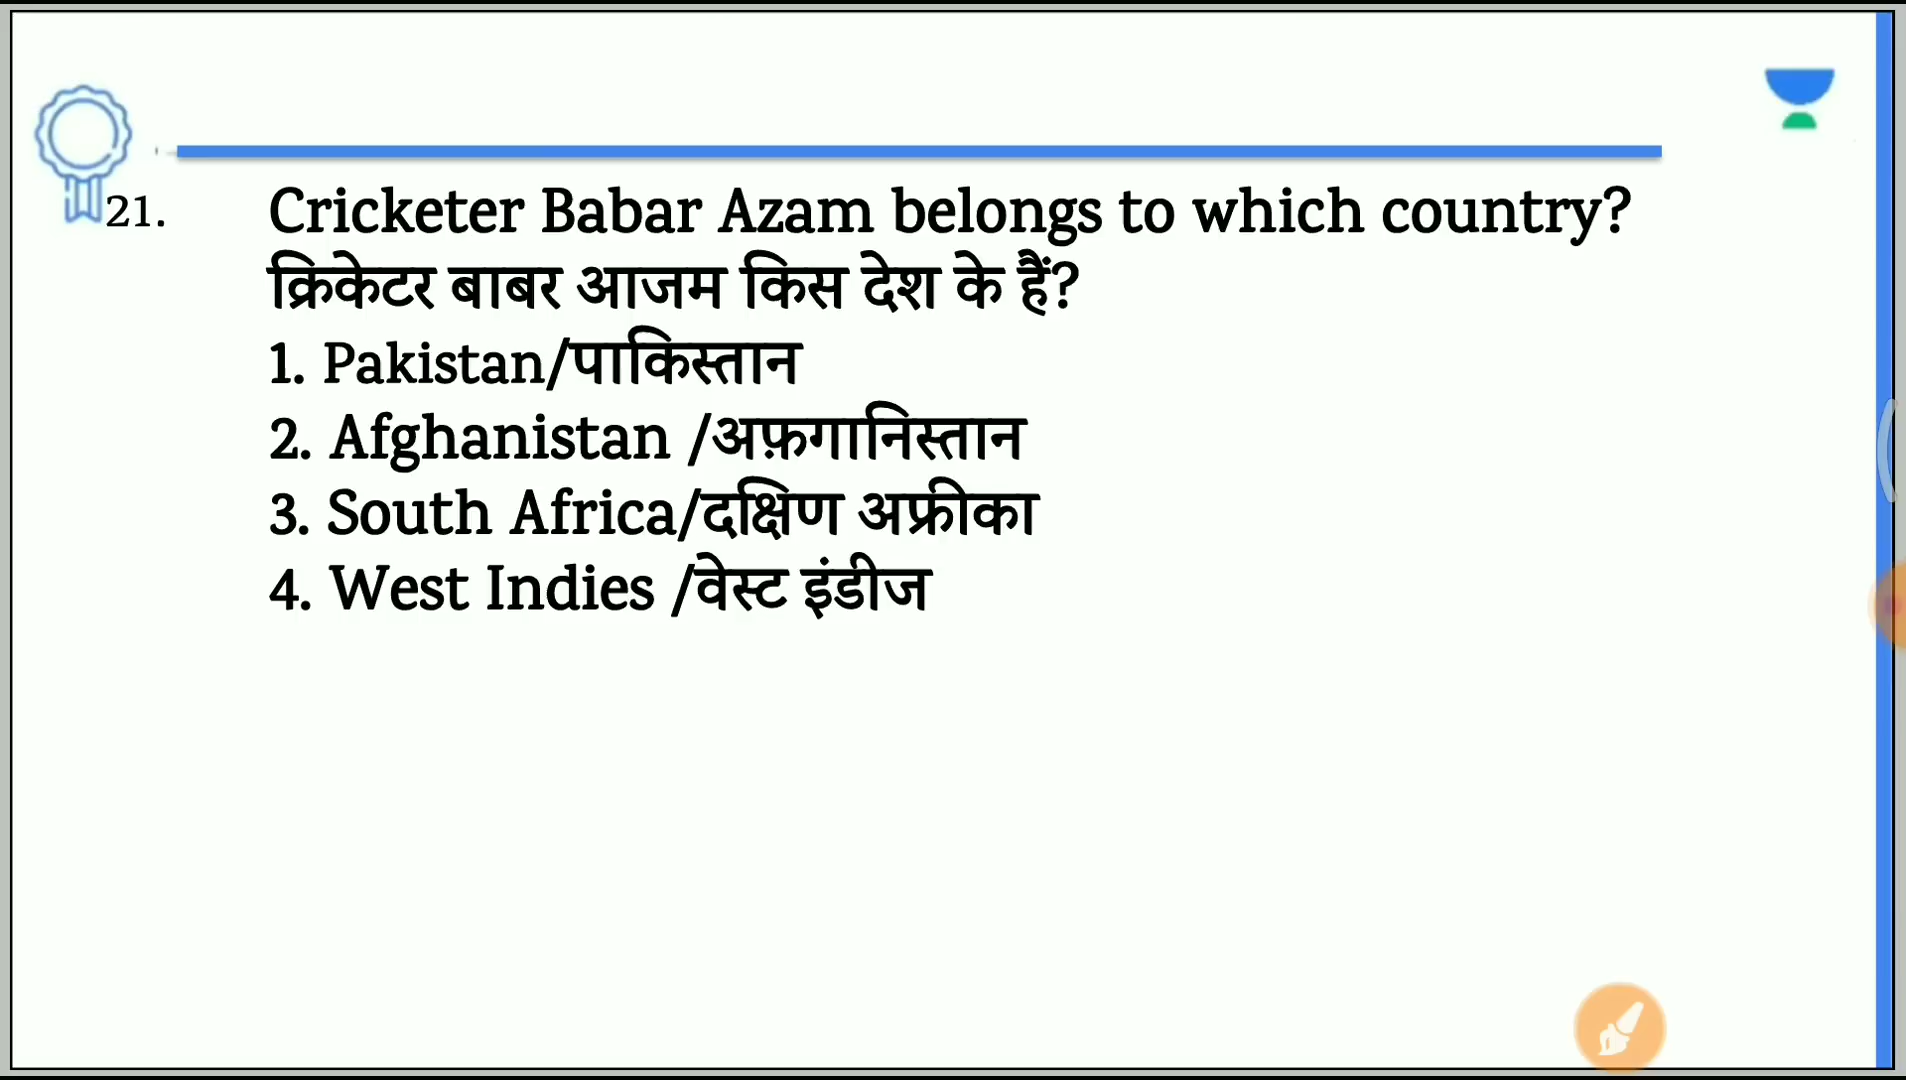 21. Cricketer Babar Azam belongs to which country?
क्रिकेटर बाबर आजम किस देश के हैं?
1. Pakistan/पाकिस्तान
2. Afghanistan /अफ़गानिस्तान
3. South Africa/दक्षिण अफ्रीका
4. West Indies /वेस्ट इंडीज